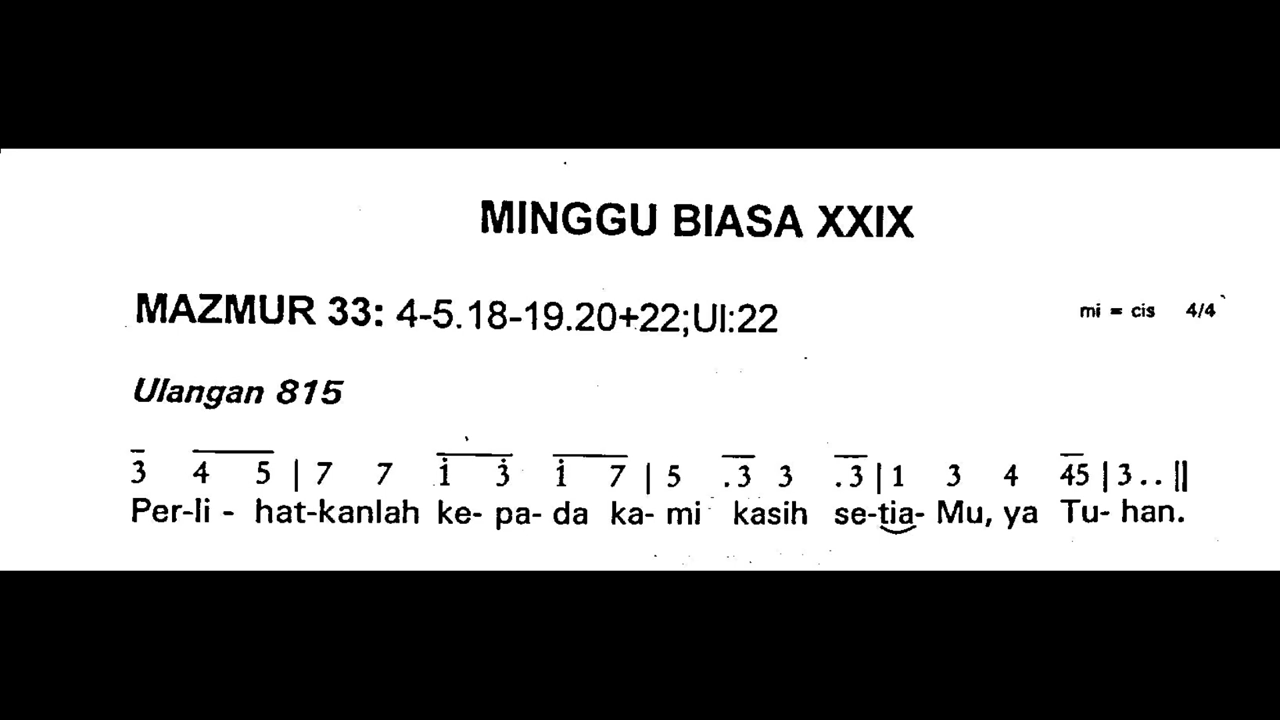 MINGGU BIASA XXIX
MAZMUR 33: 4-5.18-19.20+22;Ul:22
mi = cis 4/4
Ulangan 815
3 4 5 | 7 7 i 3 i 7 | 5 .3 3 .3 | 1 3 4 45 | 3 . . ||
Per-li - hat-kanlah ke- pa- da ka- mi kasih se-tia- Mu, ya Tu- han.